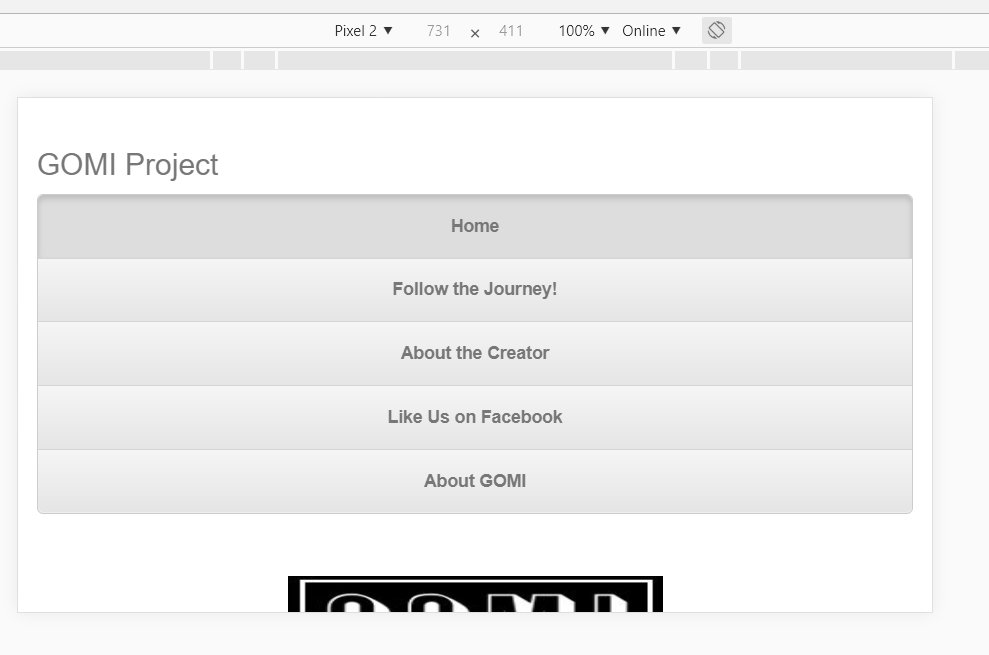 Pixel 2 ▼ 731 × 411 100% ▼ Online ▼
GOMI Project
Home
Follow the Journey!
About the Creator
Like Us on Facebook
About GOMI
GOMI